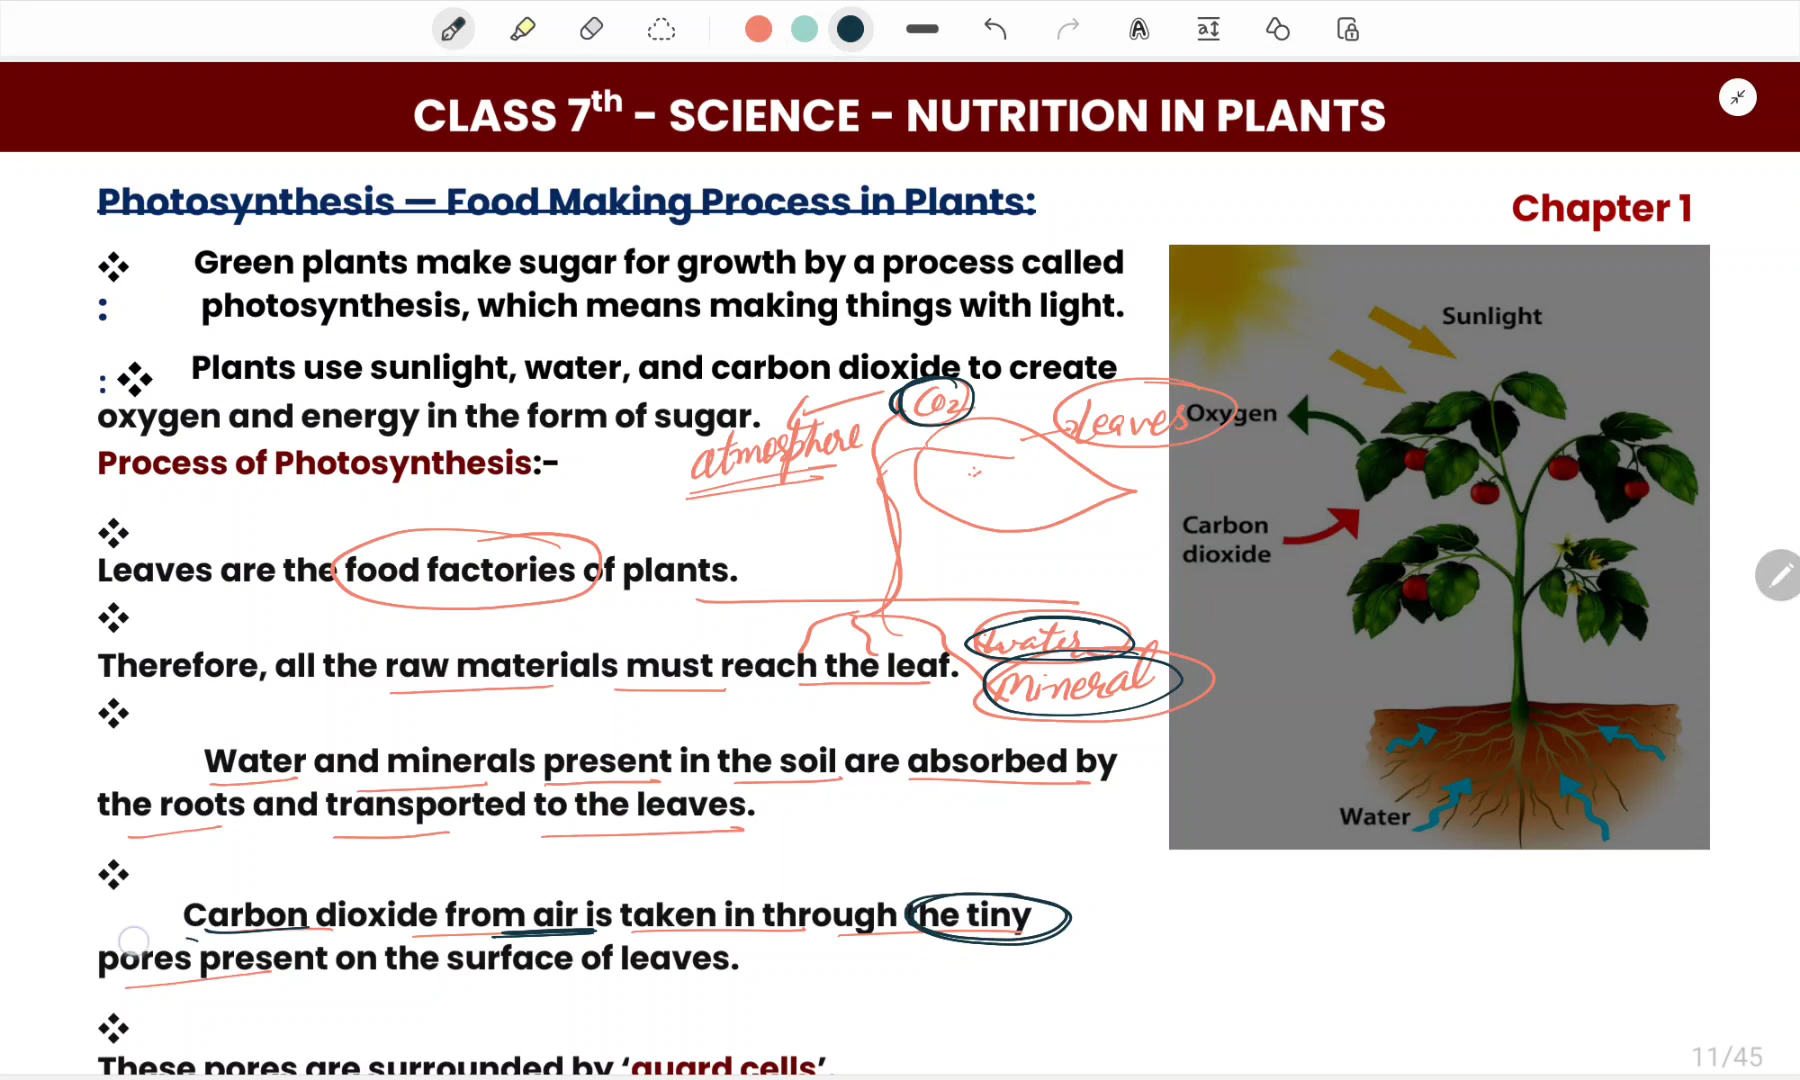 CLASS 7th - SCIENCE - NUTRITION IN PLANTS
Photosynthesis — Food Making Process in Plants:
Chapter 1
❖ Green plants make sugar for growth by a process called
: photosynthesis, which means making things with light.
: ❖ Plants use sunlight, water, and carbon dioxide to create
oxygen and energy in the form of sugar.
CO2
Leaves
atmosphere
Process of Photosynthesis:-
❖
Leaves are the food factories of plants.
❖
Therefore, all the raw materials must reach the leaf.
water
Mineral
❖
Water and minerals present in the soil are absorbed by
the roots and transported to the leaves.
❖
Carbon dioxide from air is taken in through the tiny
pores present on the surface of leaves.
❖
These pores are surrounded by ‘guard cells’.
Sunlight
Oxygen
Carbon
dioxide
Water
11/45